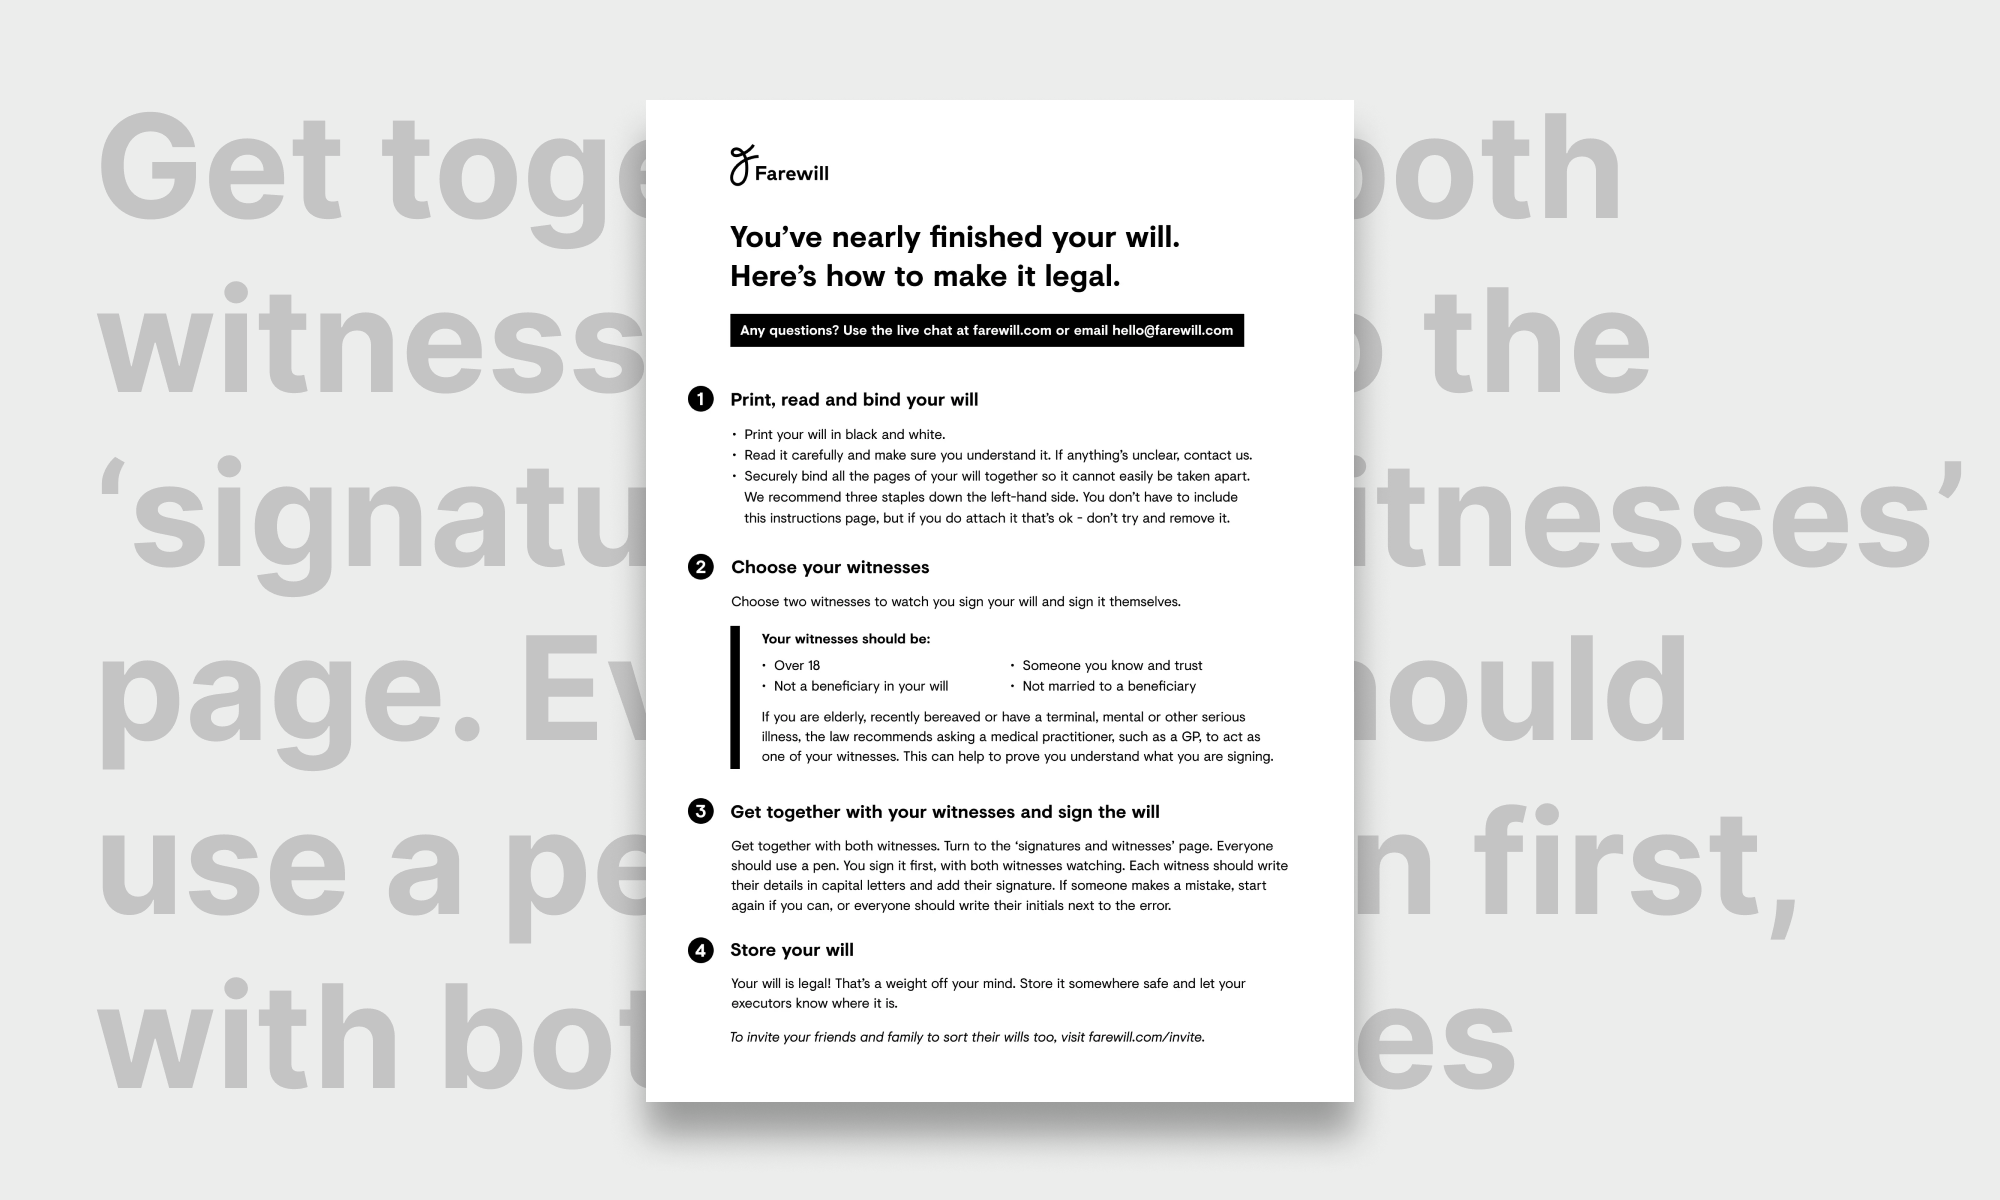 Get toge
both
witness
the
‘signatu
itnesses’
page. Ev
hould
use a pe
n first,
with bot
es
Farewill
You’ve nearly finished your will.
Here’s how to make it legal.
Any questions? Use the live chat at farewill.com or email hello@farewill.com
1 Print, read and bind your will
• Print your will in black and white.
• Read it carefully and make sure you understand it. If anything’s unclear, contact us.
• Securely bind all the pages of your will together so it cannot easily be taken apart.
We recommend three staples down the left-hand side. You don’t have to include
this instructions page, but if you do attach it that’s ok - don’t try and remove it.
2 Choose your witnesses
Choose two witnesses to watch you sign your will and sign it themselves.
Your witnesses should be:
• Over 18
• Not a beneficiary in your will
• Someone you know and trust
• Not married to a beneficiary
If you are elderly, recently bereaved or have a terminal, mental or other serious
illness, the law recommends asking a medical practitioner, such as a GP, to act as
one of your witnesses. This can help to prove you understand what you are signing.
3 Get together with your witnesses and sign the will
Get together with both witnesses. Turn to the ‘signatures and witnesses’ page. Everyone
should use a pen. You sign it first, with both witnesses watching. Each witness should write
their details in capital letters and add their signature. If someone makes a mistake, start
again if you can, or everyone should write their initials next to the error.
4 Store your will
Your will is legal! That’s a weight off your mind. Store it somewhere safe and let your
executors know where it is.
To invite your friends and family to sort their wills too, visit farewill.com/invite.